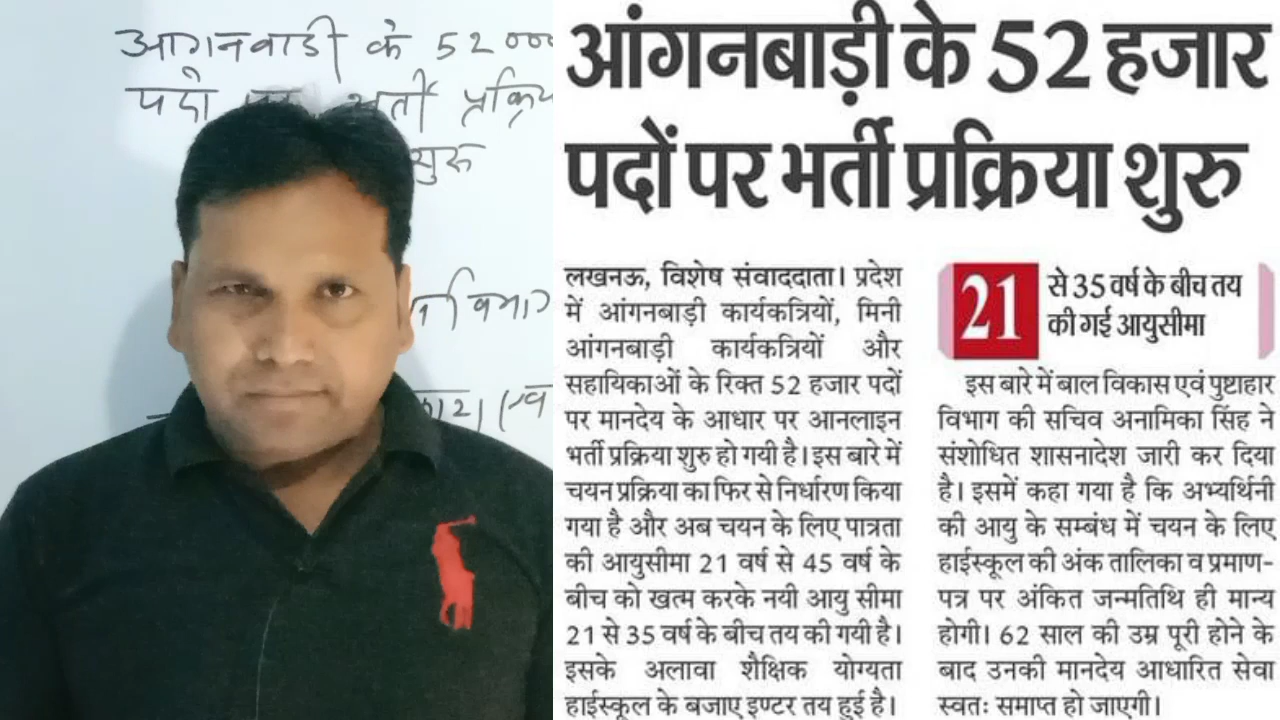 आगनवाडी के 52000
पदो भर्ती प्रक्रिय
शुरु
आंगनबाड़ी के 52 हजार
पदों पर भर्ती प्रक्रिया शुरु
लखनऊ, विशेष संवाददाता। प्रदेश
में आंगनबाड़ी कार्यकत्रियों, मिनी
आंगनबाड़ी कार्यकत्रियों और
सहायिकाओं के रिक्त 52 हजार पदों
पर मानदेय के आधार पर आनलाइन
भर्ती प्रक्रिया शुरु हो गयी है। इस बारे में
चयन प्रक्रिया का फिर से निर्धारण किया
गया है और अब चयन के लिए पात्रता
की आयुसीमा 21 वर्ष से 45 वर्ष के
बीच को खत्म करके नयी आयु सीमा
21 से 35 वर्ष के बीच तय की गयी है।
इसके अलावा शैक्षिक योग्यता
हाईस्कूल के बजाए इण्टर तय हुई है।
21 से 35 वर्ष के बीच तय
की गई आयुसीमा
इस बारे में बाल विकास एवं पुष्टाहार
विभाग की सचिव अनामिका सिंह ने
संशोधित शासनादेश जारी कर दिया
है। इसमें कहा गया है कि अभ्यर्थिनी
की आयु के सम्बंध में चयन के लिए
हाईस्कूल की अंक तालिका व प्रमाण-
पत्र पर अंकित जन्मतिथि ही मान्य
होगी। 62 साल की उम्र पूरी होने के
बाद उनकी मानदेय आधारित सेवा
स्वतः समाप्त हो जाएगी।